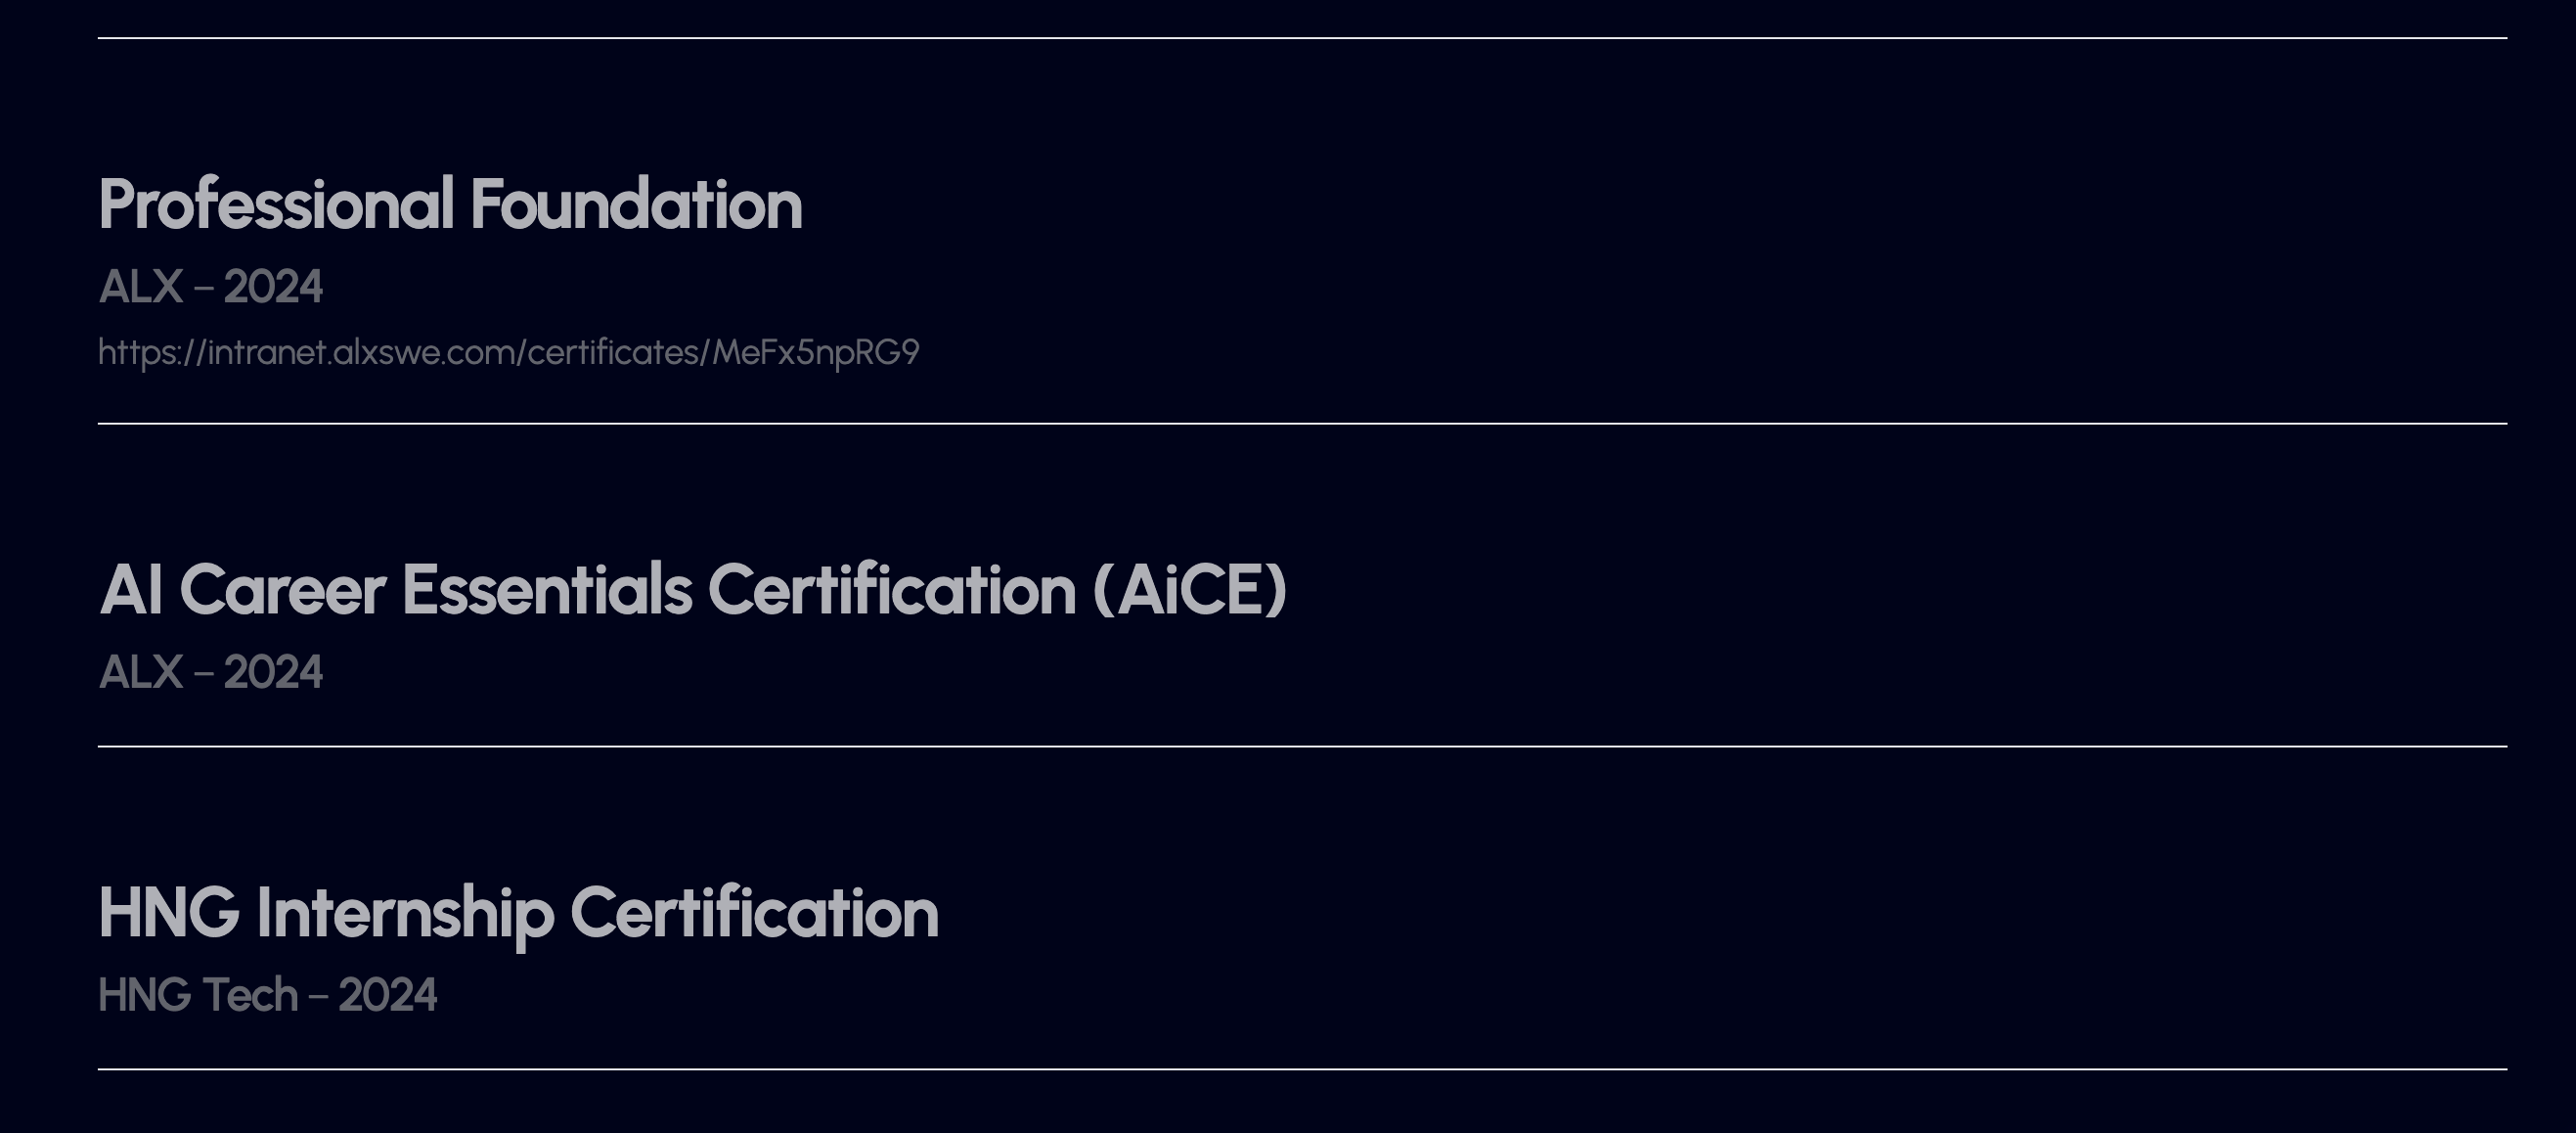 Professional Foundation
ALX – 2024
https://intranet.alxswe.com/certificates/MeFx5npRG9
AI Career Essentials Certification (AiCE)
ALX – 2024
HNG Internship Certification
HNG Tech – 2024